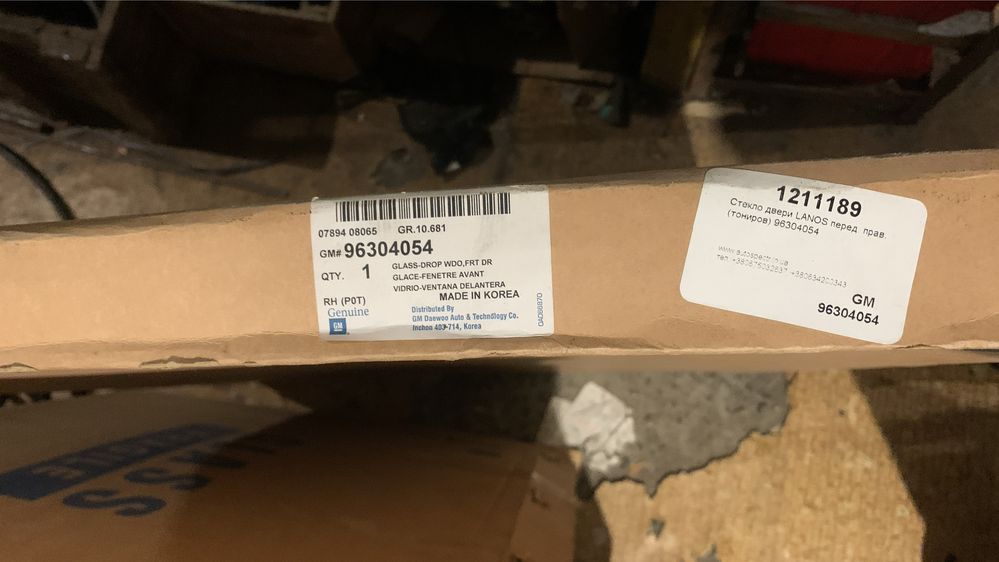 07894 08065 GR.10.681
GM# 96304054
QTY. 1
GLASS-DROP WDO,FRT DR
GLACE-FENETRE AVANT
VIDRIO-VENTANA DELANTERA
RH (P0T) MADE IN KOREA
Genuine
GM
Distributed By
GM Daewoo Auto & Technology Co.
Inchon 403-714, Korea
1211189
Стекло двери LANOS перед. прав.
(тониров) 96304054
GM
96304054